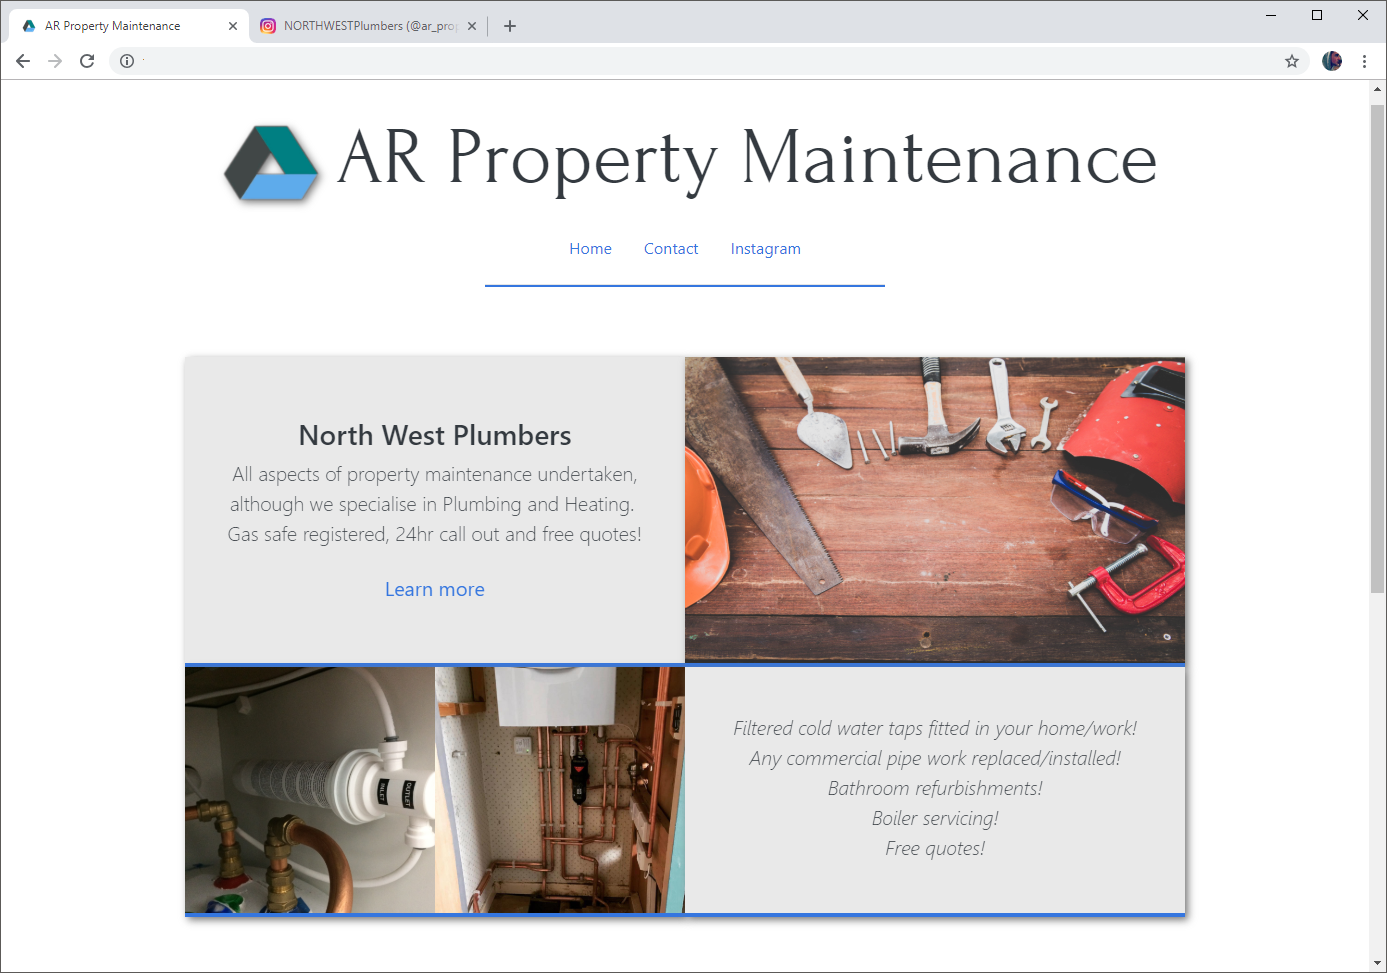 AR Property Maintenance
NORTHWESTPlumbers (@ar_prop
AR Property Maintenance
Home Contact Instagram
North West Plumbers
All aspects of property maintenance undertaken,
although we specialise in Plumbing and Heating.
Gas safe registered, 24hr call out and free quotes!
Learn more
INLET
OUTLET
Filtered cold water taps fitted in your home/work!
Any commercial pipe work replaced/installed!
Bathroom refurbishments!
Boiler servicing!
Free quotes!